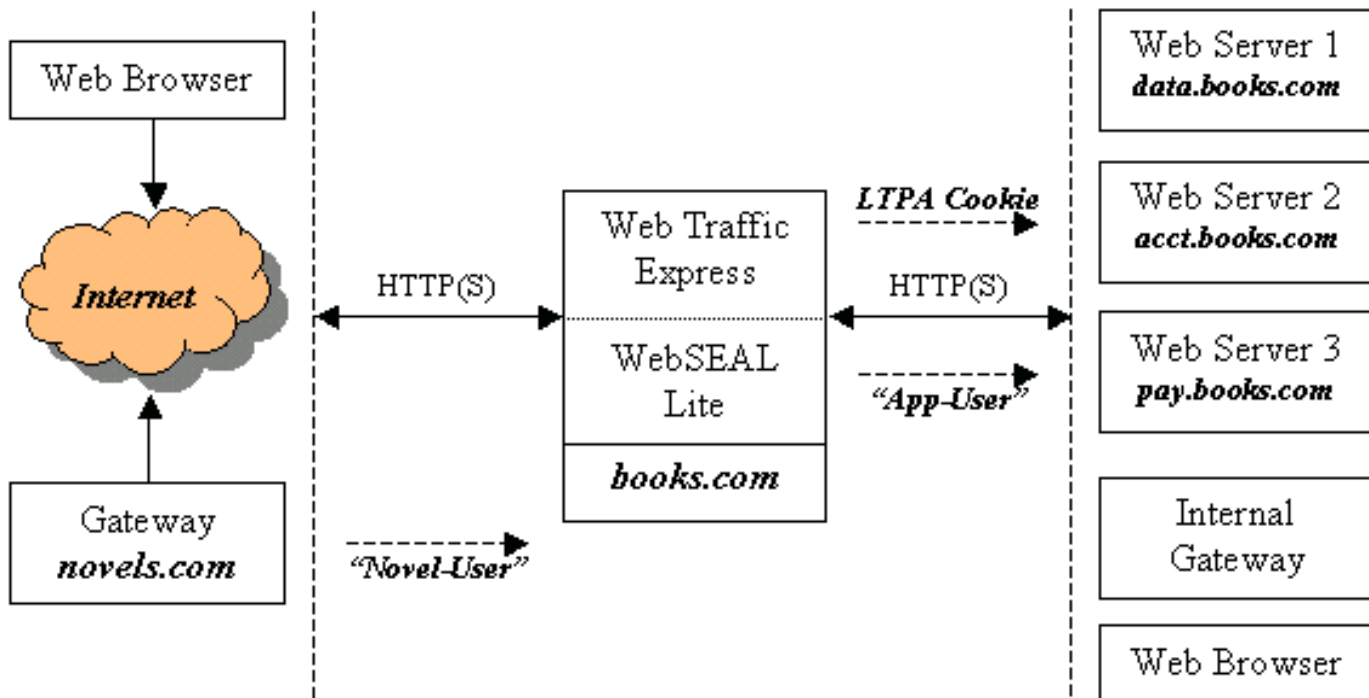 Web Browser
Internet
Gateway
novels.com
HTTP(S)
“Novel-User”
Web Traffic
Express
WebSEAL
Lite
books.com
LTPA Cookie
HTTP(S)
“App-User”
Web Server 1
data.books.com
Web Server 2
acct.books.com
Web Server 3
pay.books.com
Internal
Gateway
Web Browser